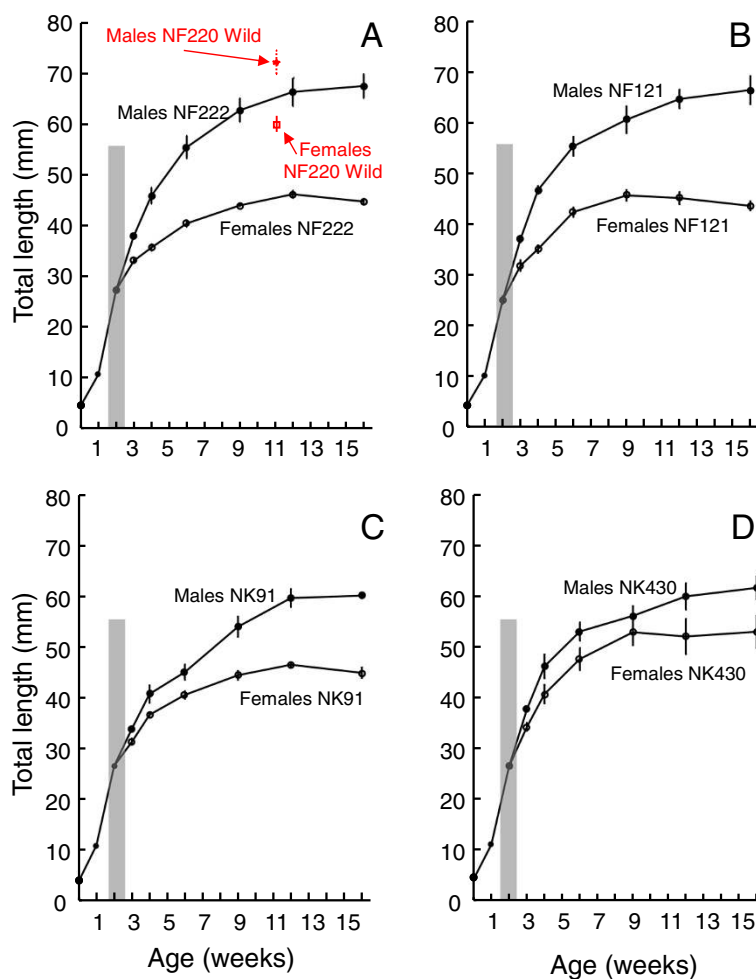 A
80
70
60
50
40
30
20
10
0
Total length (mm)
Males NF220 Wild
Males NF222
Females
NF220 Wild
Females NF222
1 3 5 7 9 11 13 15
B
80
70
60
50
40
30
20
10
0
Males NF121
Females NF121
1 3 5 7 9 11 13 15
C
80
70
60
50
40
30
20
10
0
Total length (mm)
Males NK91
Females NK91
1 3 5 7 9 11 13 15
Age (weeks)
D
80
70
60
50
40
30
20
10
0
Males NK430
Females NK430
1 3 5 7 9 11 13 15
Age (weeks)